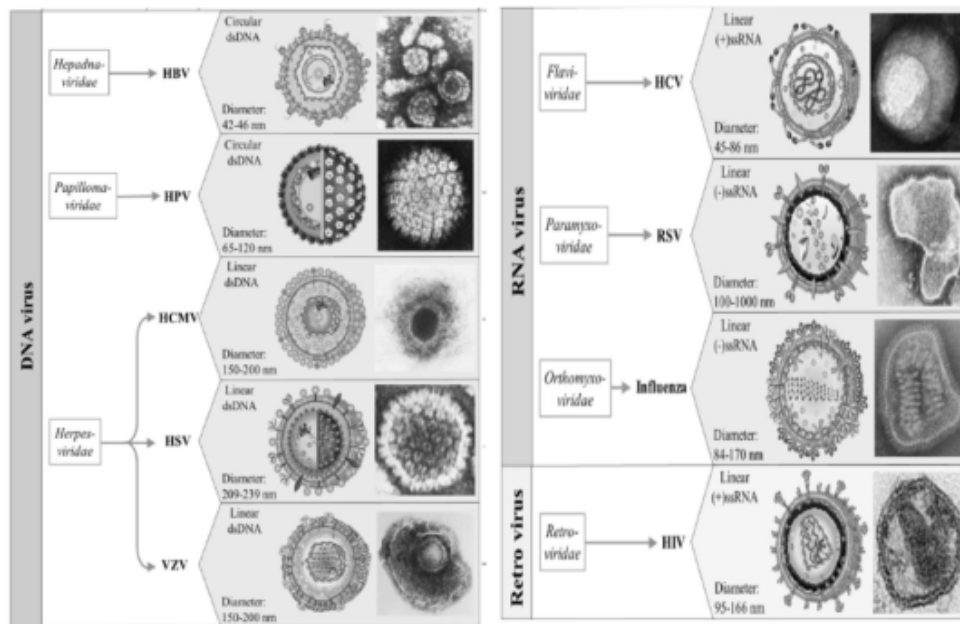 DNA virus
Hepadna-
viridae
HBV
Circular
dsDNA
Diameter:
42-46 nm
Papilloma-
viridae
HPV
Circular
dsDNA
Diameter:
65-120 nm
Herpes-
viridae
HCMV
Linear
dsDNA
Diameter:
150-200 nm
HSV
Linear
dsDNA
Diameter:
209-239 nm
VZV
Linear
dsDNA
Diameter:
150-200 nm
RNA virus
Flavi-
viridae
HCV
Linear
(+)ssRNA
Diameter:
45-86 nm
Paramyxo-
viridae
RSV
Linear
(-)ssRNA
Diameter:
100-1000 nm
Orthomyxo-
viridae
Influenza
Linear
(-)ssRNA
Diameter:
84-170 nm
Retro virus
Retro-
viridae
HIV
Linear
(+)ssRNA
Diameter:
95-166 nm